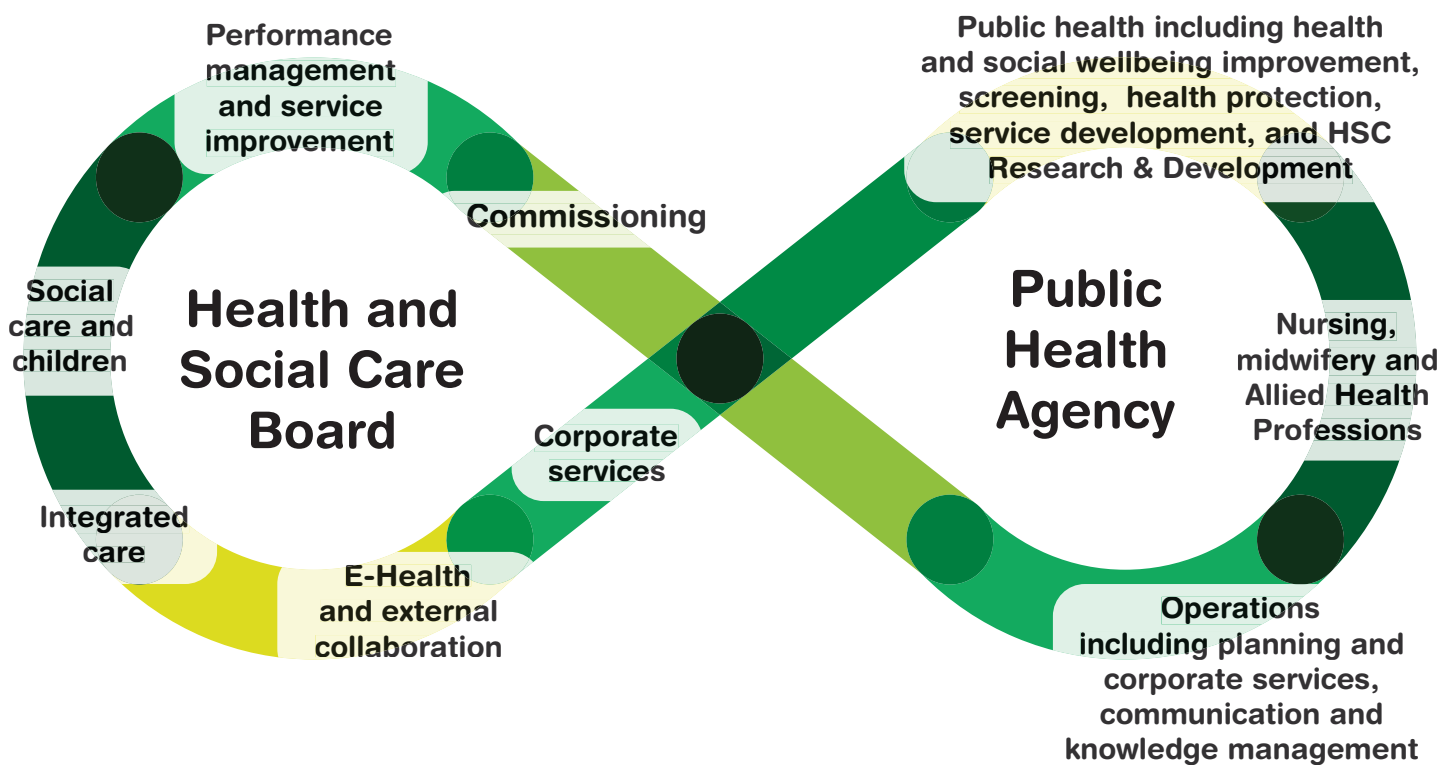 Performance
management
and service
improvement
Commissioning
Social
care and
children
Health and
Social Care
Board
Corporate
services
Integrated
care
E-Health
and external
collaboration
Public health including health
and social wellbeing improvement,
screening, health protection,
service development, and HSC
Research & Development
Public
Health
Agency
Nursing,
midwifery and
Allied Health
Professions
Operations
including planning and
corporate services,
communication and
knowledge management